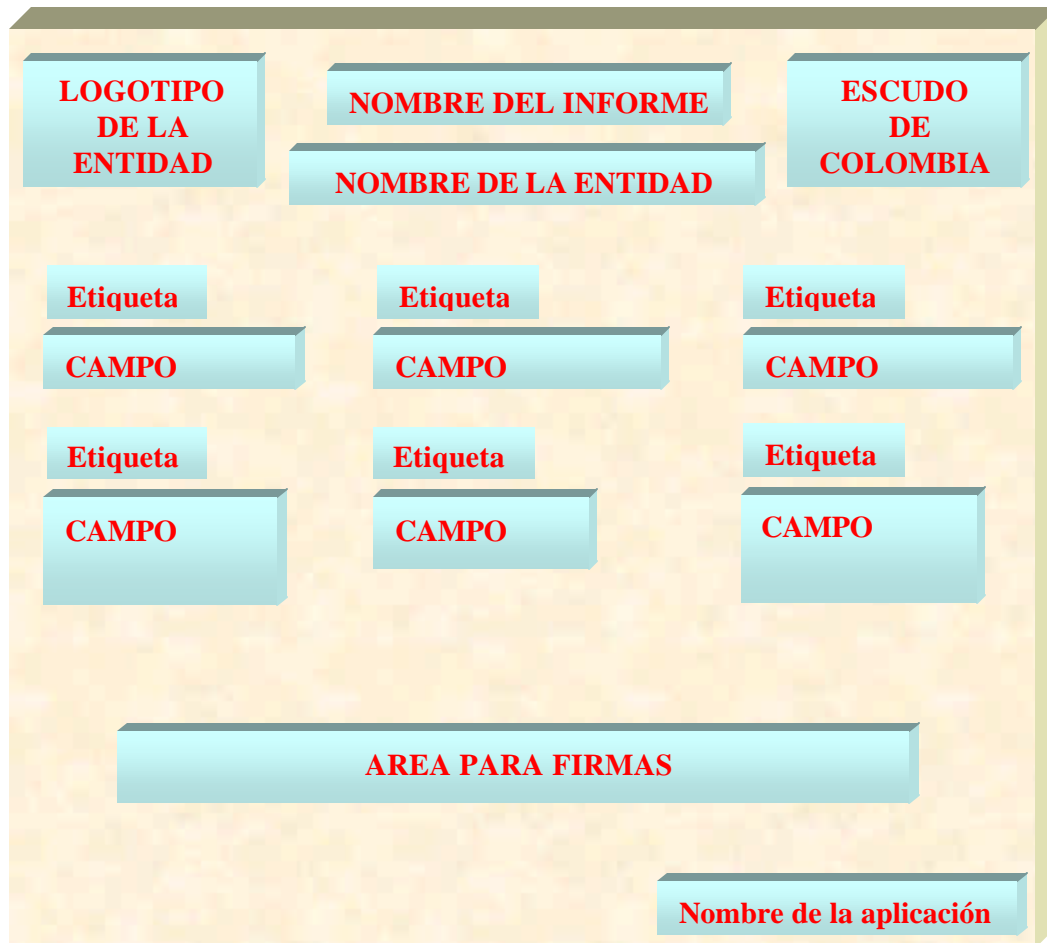 LOGOTIPO
DE LA
ENTIDAD
NOMBRE DEL INFORME
NOMBRE DE LA ENTIDAD
ESCUDO
DE
COLOMBIA
Etiqueta
Etiqueta
Etiqueta
CAMPO
CAMPO
CAMPO
Etiqueta
Etiqueta
Etiqueta
CAMPO
CAMPO
CAMPO
AREA PARA FIRMAS
Nombre de la aplicación